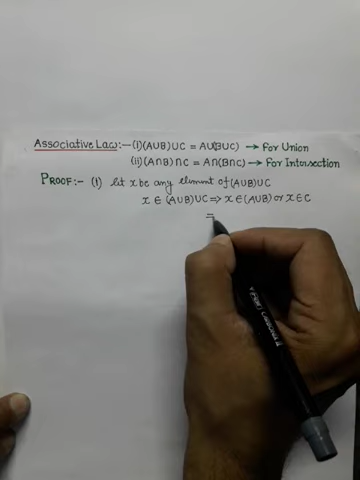 Associative Law:-(i)(A∪B)∪C = A∪(B∪C) → For Union
(ii)(A∩B)∩C = A∩(B∩C) → For Intersection
PROOF:- (i) let x be any element of (A∪B)∪C
x ∈ (A∪B)∪C => x ∈ (A∪B) or x ∈ C
=